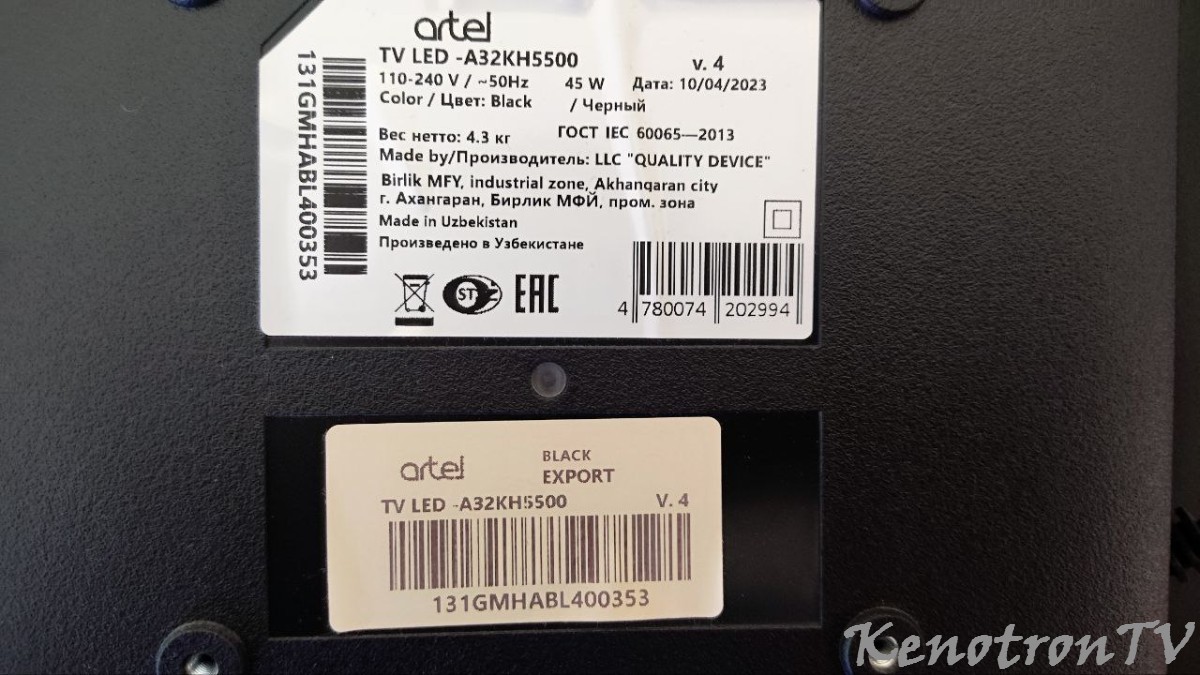 artel
TV LED -A32KH5500 v. 4
110-240 V / ~50Hz 45 W Дата: 10/04/2023
Color / Цвет: Black / Черный
Вес нетто: 4.3 кг ГОСТ IEC 60065—2013
Made by/Производитель: LLC "QUALITY DEVICE"
Birlik MFY, industrial zone, Akhangaran city
г. Ахангаран, Бирлик МФЙ, пром. зона
Made in Uzbekistan
Произведено в Узбекистане
131GMHABL400353
ST
EAC
4 780074 202994
artel
BLACK
EXPORT
TV LED -A32KH5500 V. 4
131GMHABL400353
KenotronTV